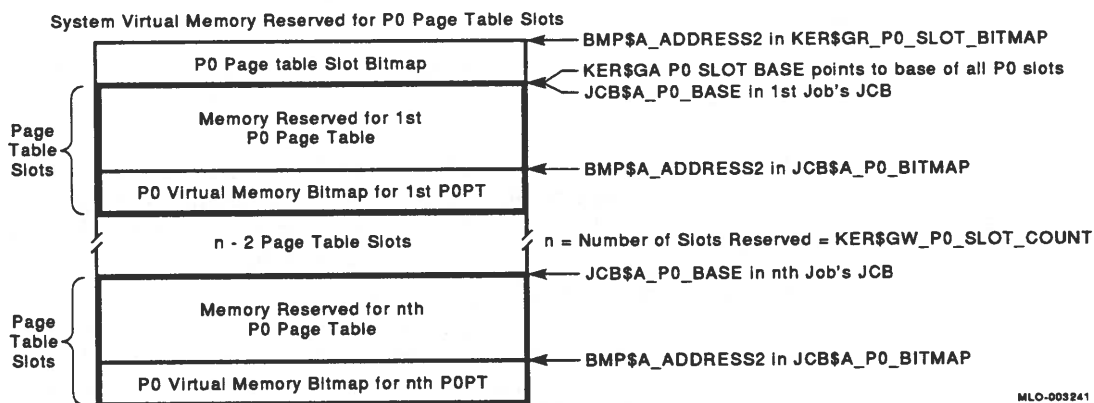 System Virtual Memory Reserved for P0 Page Table Slots
BMP$A_ADDRESS2 in KER$GR_P0_SLOT_BITMAP
P0 Page table Slot Bitmap
KER$GA P0 SLOT BASE points to base of all P0 slots
JCB$A_P0_BASE in 1st Job's JCB
Page
Table
Slots
Memory Reserved for 1st
P0 Page Table
BMP$A_ADDRESS2 in JCB$A_P0_BITMAP
P0 Virtual Memory Bitmap for 1st P0PT
n - 2 Page Table Slots
n = Number of Slots Reserved = KER$GW_P0_SLOT_COUNT
JCB$A_P0_BASE in nth Job's JCB
Page
Table
Slots
Memory Reserved for nth
P0 Page Table
BMP$A_ADDRESS2 in JCB$A_P0_BITMAP
P0 Virtual Memory Bitmap for nth P0PT
MLO-003241